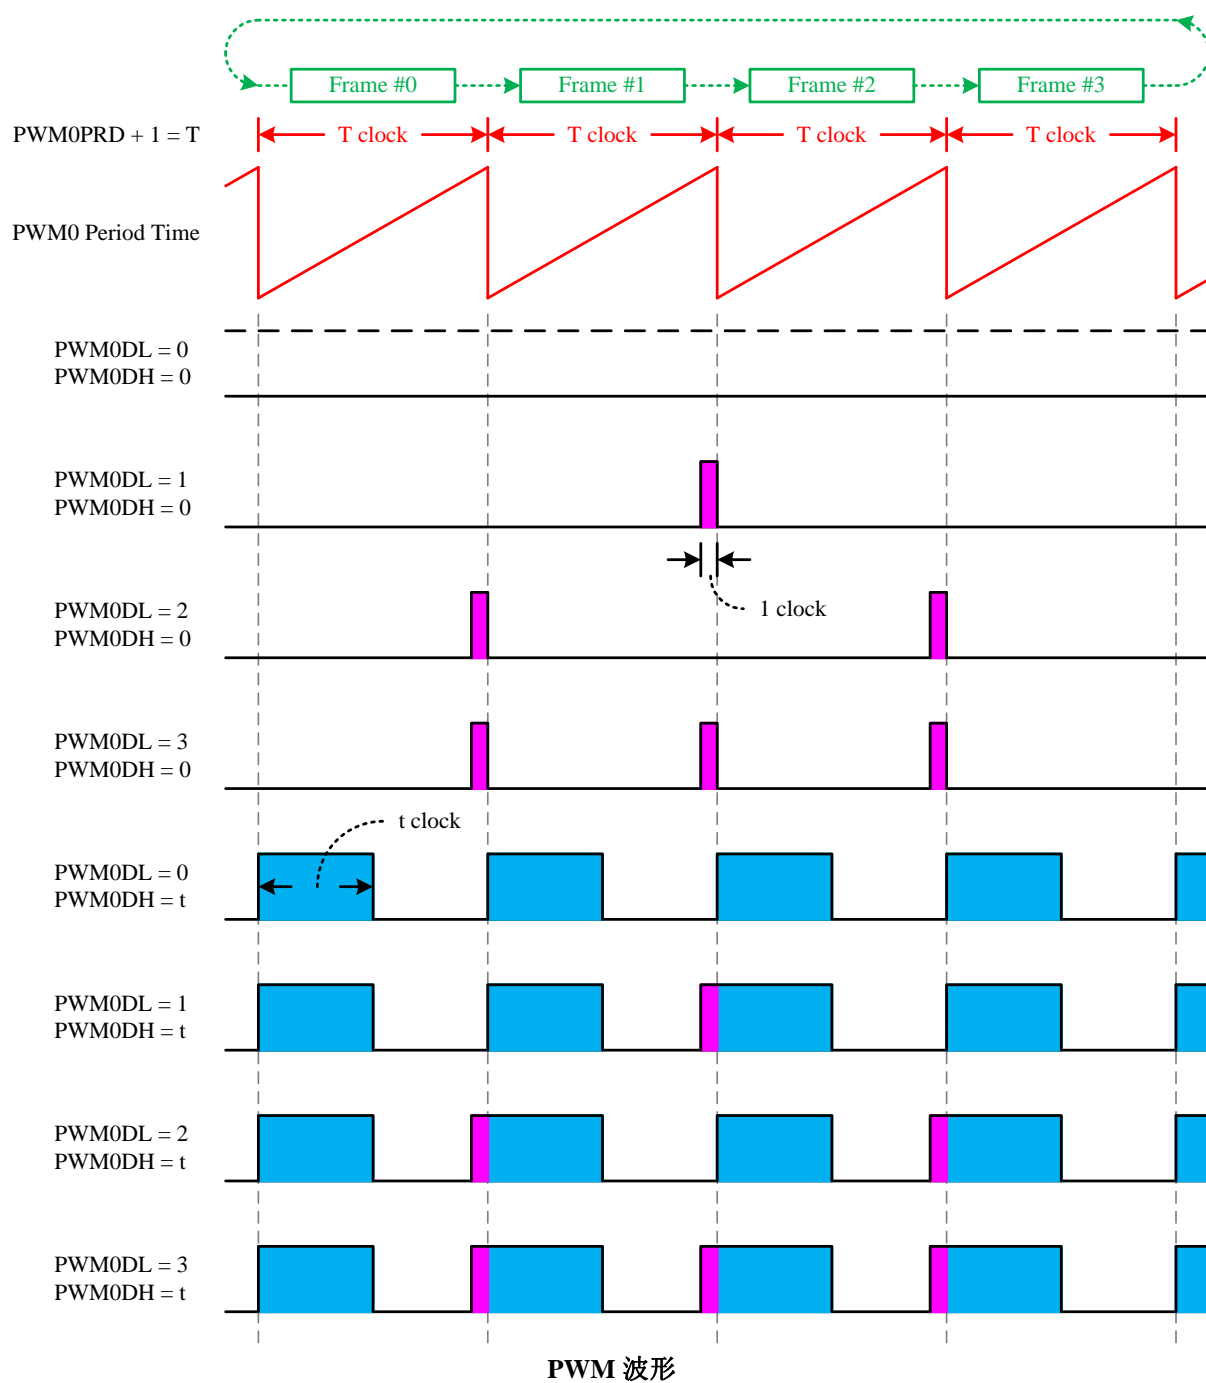 Frame #0 Frame #1 Frame #2 Frame #3
PWM0PRD + 1 = T T clock T clock T clock T clock
PWM0 Period Time
PWM0DL = 0
PWM0DH = 0
PWM0DL = 1
PWM0DH = 0
1 clock
PWM0DL = 2
PWM0DH = 0
PWM0DL = 3
PWM0DH = 0
t clock
PWM0DL = 0
PWM0DH = t
PWM0DL = 1
PWM0DH = t
PWM0DL = 2
PWM0DH = t
PWM0DL = 3
PWM0DH = t
PWM 波形